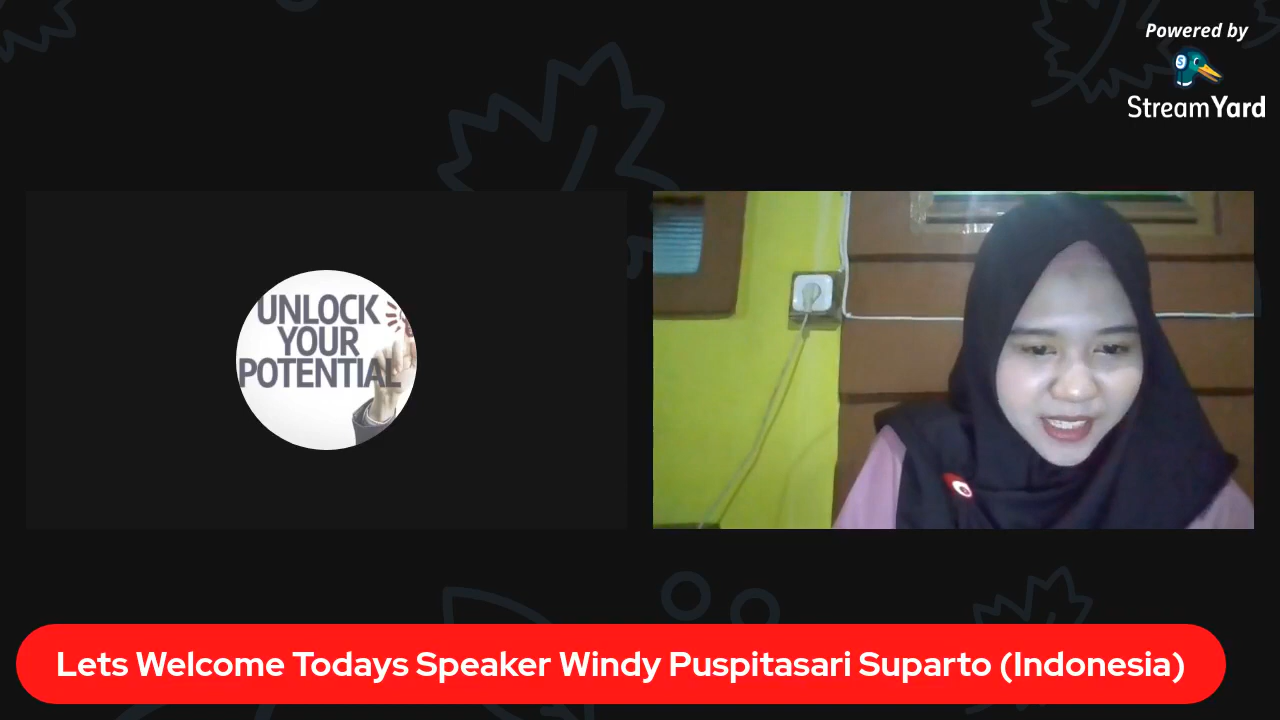 Powered by
S
StreamYard
UNLOCK
YOUR
POTENTIAL
Lets Welcome Todays Speaker Windy Puspitasari Suparto (Indonesia)